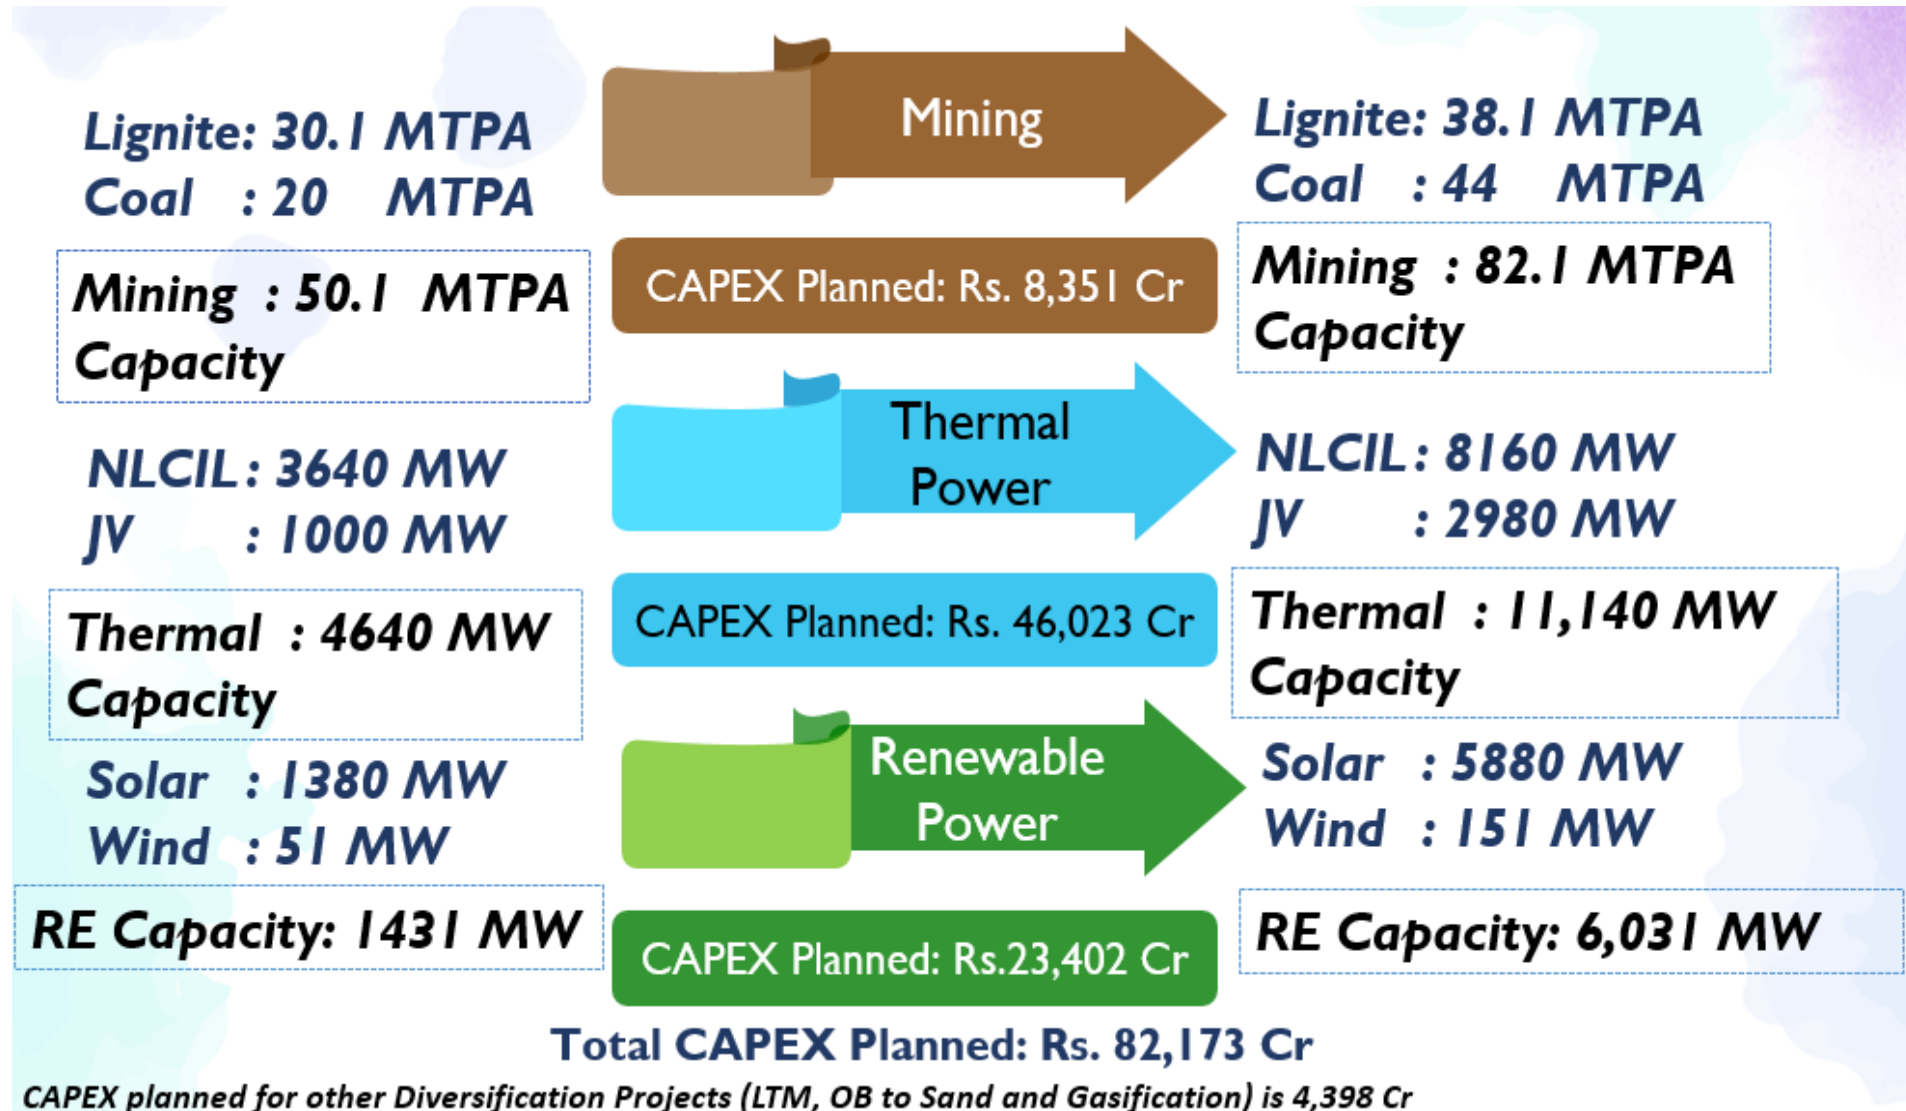 Lignite: 30.1 MTPA
Coal : 20 MTPA
Mining : 50.1 MTPA
Capacity
Mining
CAPEX Planned: Rs. 8,351 Cr
Lignite: 38.1 MTPA
Coal : 44 MTPA
Mining : 82.1 MTPA
Capacity
NLCIL: 3640 MW
JV : 1000 MW
Thermal : 4640 MW
Capacity
Thermal
Power
CAPEX Planned: Rs. 46,023 Cr
NLCIL: 8160 MW
JV : 2980 MW
Thermal : 11,140 MW
Capacity
Solar : 1380 MW
Wind : 51 MW
RE Capacity: 1431 MW
Renewable
Power
CAPEX Planned: Rs.23,402 Cr
Solar : 5880 MW
Wind : 151 MW
RE Capacity: 6,031 MW
Total CAPEX Planned: Rs. 82,173 Cr
CAPEX planned for other Diversification Projects (LTM, OB to Sand and Gasification) is 4,398 Cr